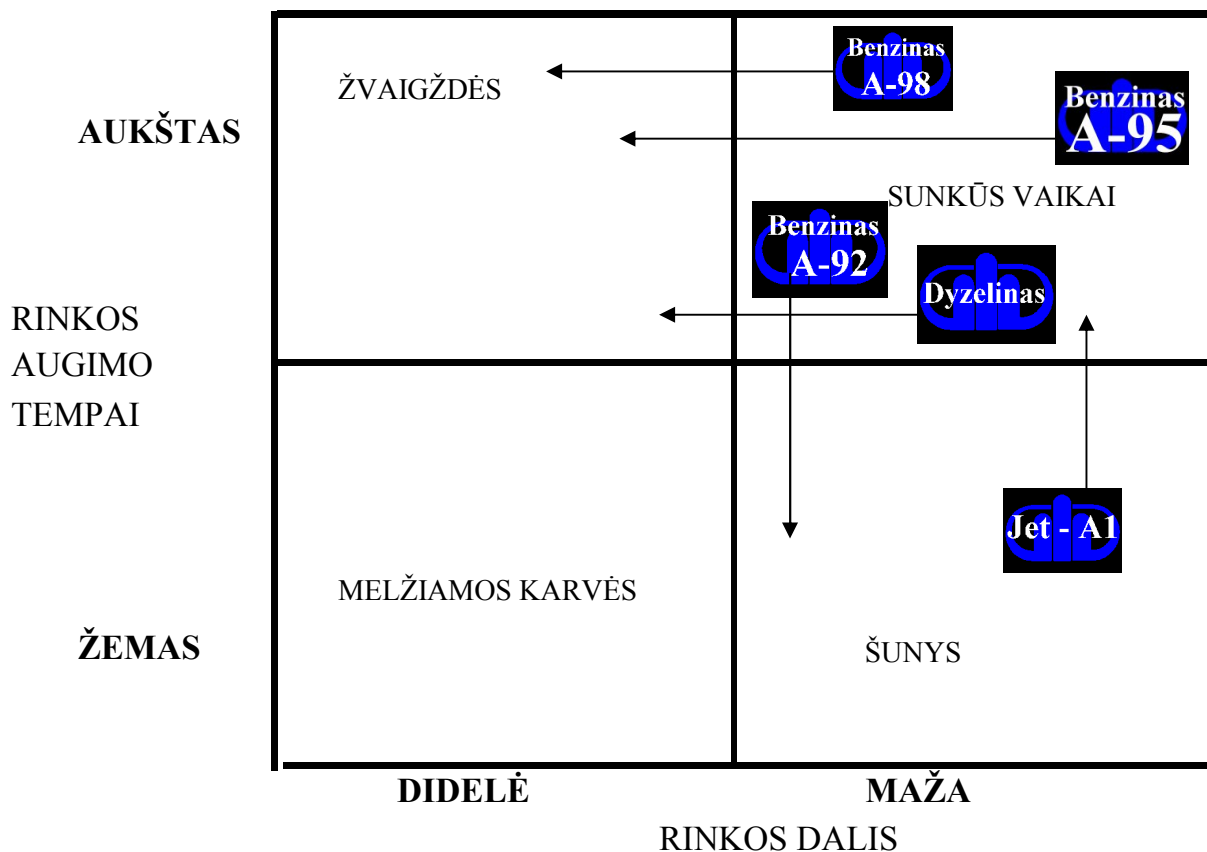 Benzinas
A-98
ŽVAIGŽDĖS
Benzinas
A-95
AUKŠTAS
SUNKŪS VAIKAI
Benzinas
A-92
Dyzelinas
RINKOS
AUGIMO
TEMPAI
Jet - A1
MELŽIAMOS KARVĖS
ŽEMAS
ŠUNYS
DIDELĖ
MAŽA
RINKOS DALIS